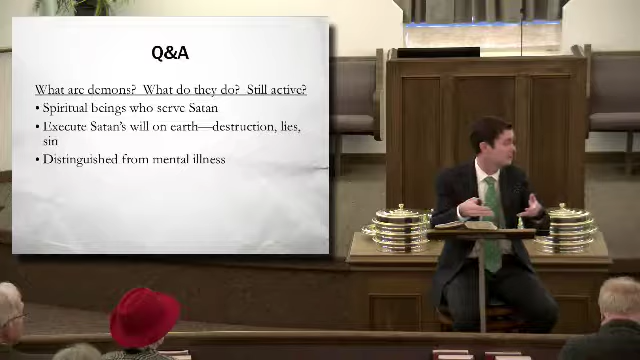 Q&A
What are demons? What do they do? Still active?
• Spiritual beings who serve Satan
• Execute Satan's will on earth—destruction, lies,
sin
• Distinguished from mental illness